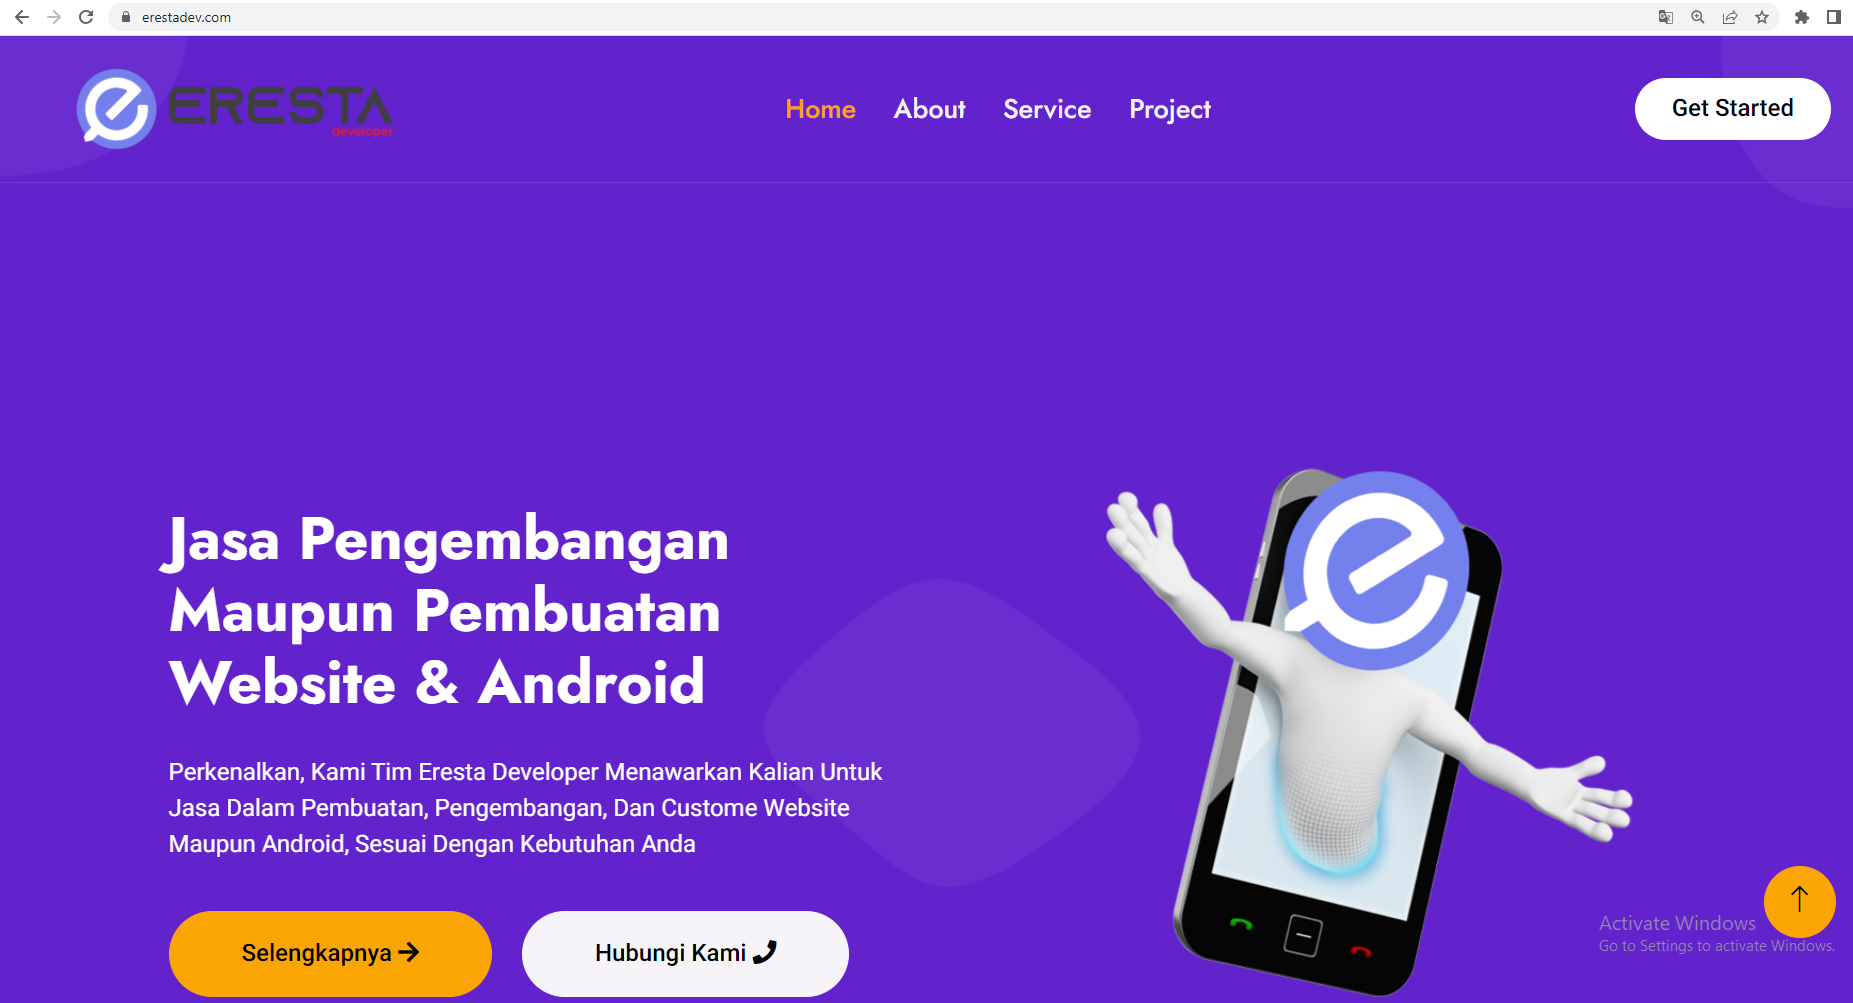 erestadev.com
ERESTA
developer
Home About Service Project
Get Started
Jasa Pengembangan
Maupun Pembuatan
Website & Android
Perkenalkan, Kami Tim Eresta Developer Menawarkan Kalian Untuk
Jasa Dalam Pembuatan, Pengembangan, Dan Custome Website
Maupun Android, Sesuai Dengan Kebutuhan Anda
Selengkapnya
Hubungi Kami
Activate Windows
Go to Settings to activate Windows.